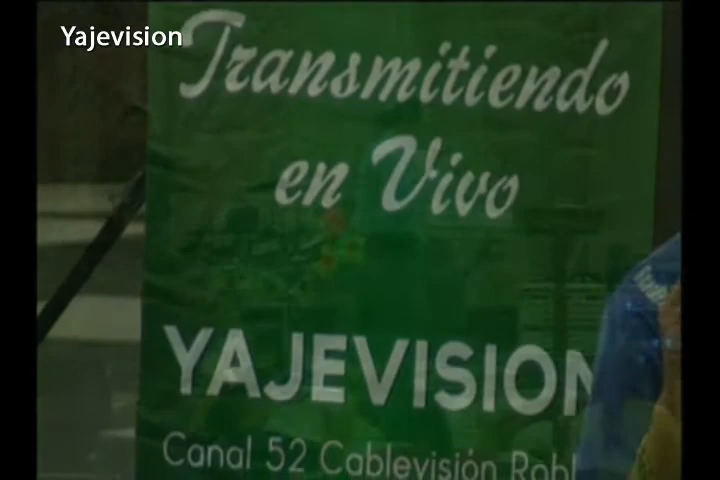 Yajevision
Transmitiendo
en Vivo
YAJEVISION
Canal 52 Cablevisión